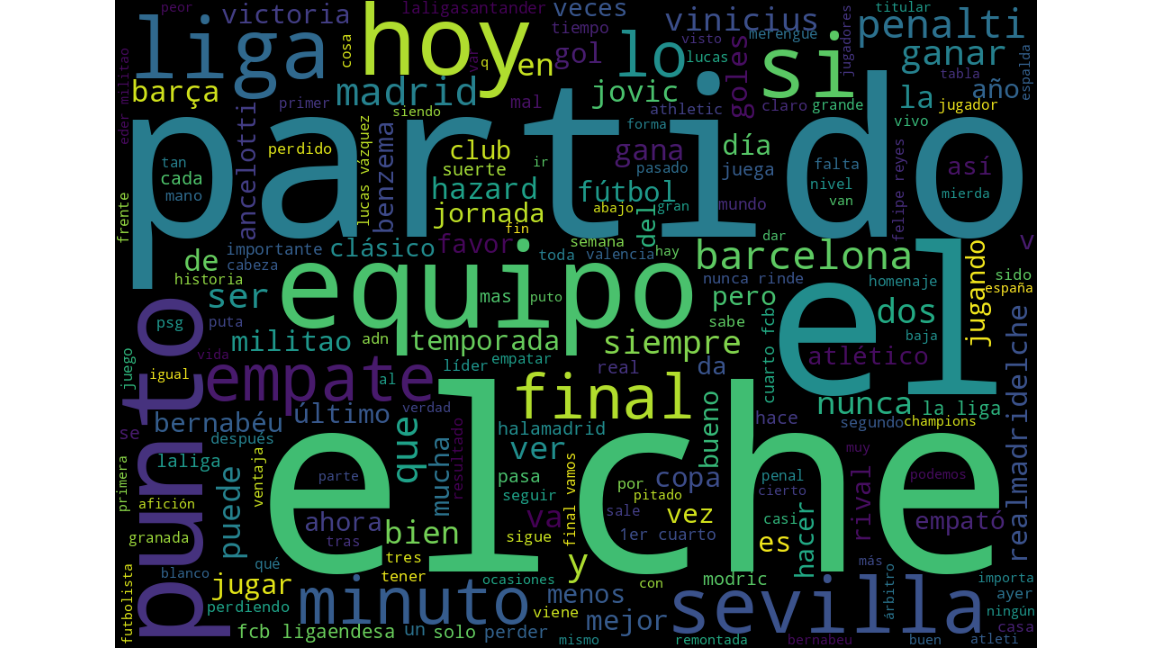 peor
laligasantander
veces
titular
liga
hoy
victoria
tiempo
vinicius
merengue
penalti
cosa
var
q
en
gol
lo
visto
lucas
goles
si
jugadores
ganar
tabla
espalda
eder militao
barça
madrid
siendo
mal
jovic
athletic
claro
grande
la
año
jugador
primer
partido
ancelotti
perdido
lucas vázquez
benzema
club
suerte
ir
forma
gana
pasado
día
juega
vivo
falta
así
tan
cada
mano
hazard
fútbol
abajo
gran
mundo
nivel
van
mierda
felipe reyes
frente
jornada
fin
del
semana
hay
dar
importante
clásico
favor
toda
valencia
barcelona
el
jugando
v
sido
españa
de
cabeza
historia
equipo
nunca rinde
homenaje
ser
mas
puto
pero
dos
baja
psg
puta
sabe
punto
militao
adn
temporada
siempre
cuarto fcb
realmadridelche
vida
líder
empatar
real
da
atlético
juego
igual
empate
al
final
nunca
la liga
bernabéu
último
verdad
que
halamadrid
bueno
hace
segundo
champions
se
después
laliga
ventaja
mucha
resultado
ver
muy
puede
elche
parte
pasa
seguir
final vamos
por
pitado
copa
penal
cierto
rival
podemos
primera
afición
ahora
bien
va
sale
vez
casi
hacer
empató
granada
tras
sigue
1er cuarto
es
qué
tres
y
más
blanco
jugar
tener
ocasiones
con
modric
importa
futbolista
perdiendo
minuto
menos
sevilla
árbitro
ayer
ningún
viene
mejor
casa
fcb ligaendesa
un
solo
perder
mismo
remontada
bernabeu
buen
atleti